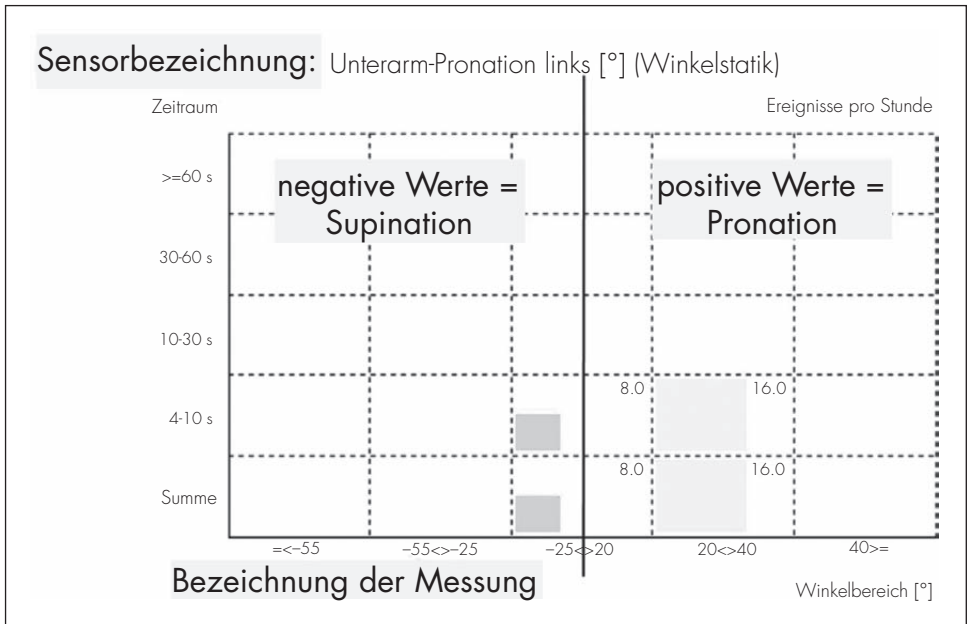 Sensorbezeichnung: Unterarm-Pronation links [°] (Winkelstatik)
Zeitraum
Ereignisse pro Stunde
>=60 s
negative Werte =
Supination
positive Werte =
Pronation
30-60 s
10-30 s
4-10 s
8.0
16.0
Summe
8.0
16.0
=<–55
–55<>–25
–25<>20
20<>40
40>=
Bezeichnung der Messung
Winkelbereich [°]